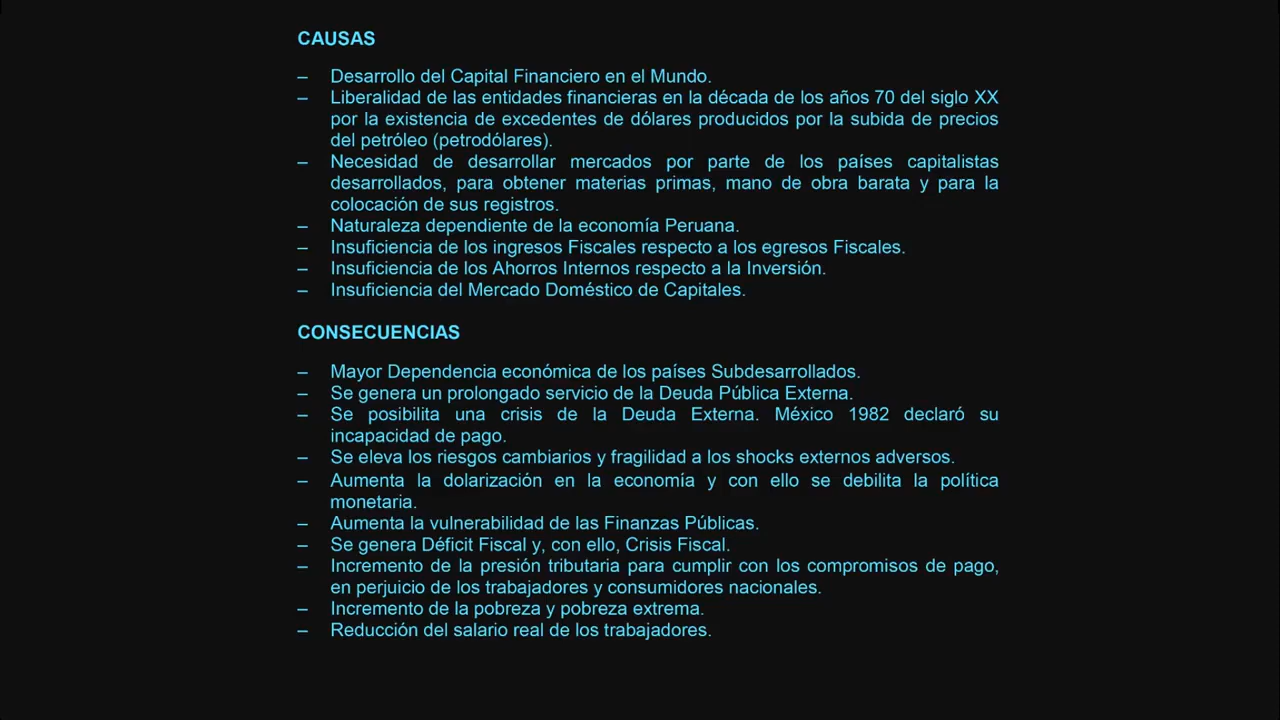 CAUSAS
– Desarrollo del Capital Financiero en el Mundo.
– Liberalidad de las entidades financieras en la década de los años 70 del siglo XX
por la existencia de excedentes de dólares producidos por la subida de precios
del petróleo (petrodólares).
– Necesidad de desarrollar mercados por parte de los países capitalistas
desarrollados, para obtener materias primas, mano de obra barata y para la
colocación de sus registros.
– Naturaleza dependiente de la economía Peruana.
– Insuficiencia de los ingresos Fiscales respecto a los egresos Fiscales.
– Insuficiencia de los Ahorros Internos respecto a la Inversión.
– Insuficiencia del Mercado Doméstico de Capitales.
CONSECUENCIAS
– Mayor Dependencia económica de los países Subdesarrollados.
– Se genera un prolongado servicio de la Deuda Pública Externa.
– Se posibilita una crisis de la Deuda Externa. México 1982 declaró su
incapacidad de pago.
– Se eleva los riesgos cambiarios y fragilidad a los shocks externos adversos.
– Aumenta la dolarización en la economía y con ello se debilita la política
monetaria.
– Aumenta la vulnerabilidad de las Finanzas Públicas.
– Se genera Déficit Fiscal y, con ello, Crisis Fiscal.
– Incremento de la presión tributaria para cumplir con los compromisos de pago,
en perjuicio de los trabajadores y consumidores nacionales.
– Incremento de la pobreza y pobreza extrema.
– Reducción del salario real de los trabajadores.